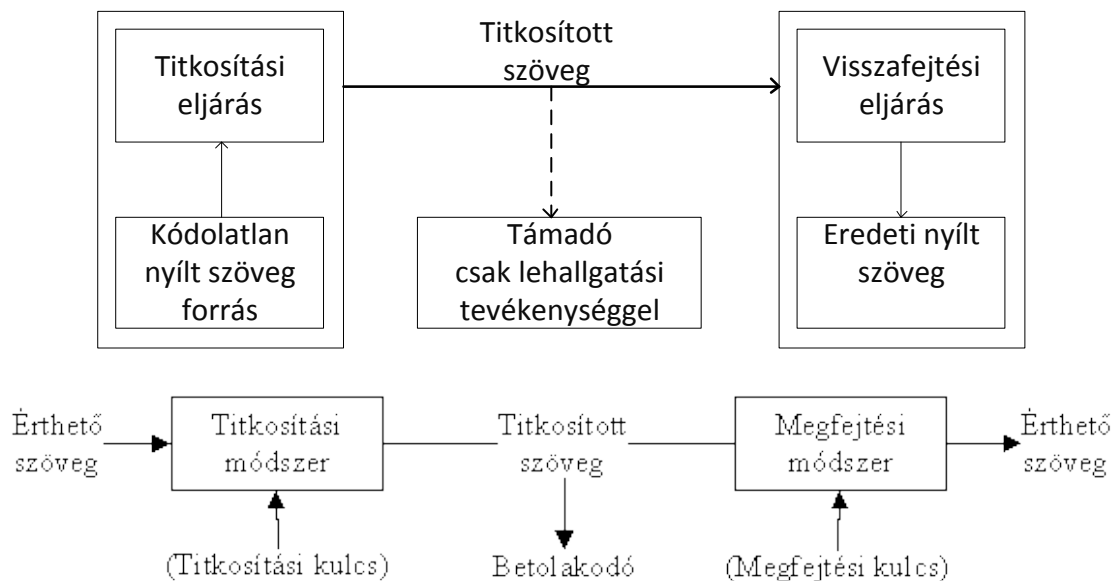 Titkosítási
eljárás
Titkosított
szöveg
Visszafejtési
eljárás
Kódolatlan
nyílt szöveg
forrás
Támadó
csak lehallgatási
tevékenységgel
Eredeti nyílt
szöveg
Érthető
szöveg
Titkosítási
módszer
Titkosított
szöveg
Megfejtési
módszer
Érthető
szöveg
(Titkosítási kulcs)
Betolakodó
(Megfejtési kulcs)